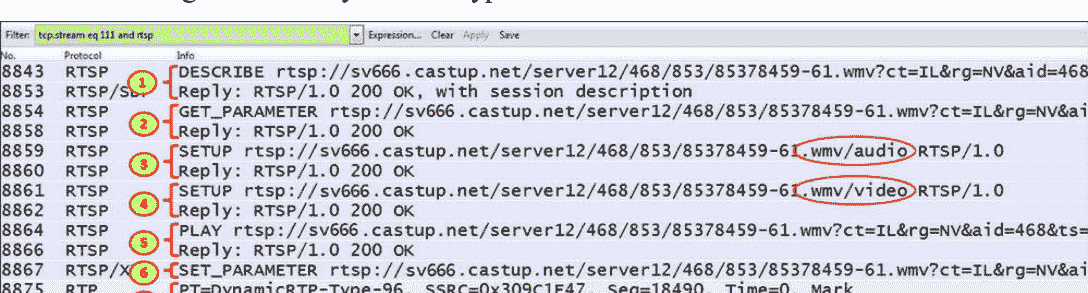 Filter: tcp.stream eq 111 and rtsp Expression... Clear Apply Save
No. Protocol Info
8843 RTSP DESCRIBE rtsp://sv666.castup.net/server12/468/853/85378459-61.wmv?ct=IL&rg=NV&aid=468
1
8853 RTSP/SD Reply: RTSP/1.0 200 OK, with session description
8854 RTSP GET_PARAMETER rtsp://sv666.castup.net/server12/468/853/85378459-61.wmv?ct=IL&rg=NV&ai
2
8858 RTSP Reply: RTSP/1.0 200 OK
8859 RTSP SETUP rtsp://sv666.castup.net/server12/468/853/85378459-61.wmv/audio RTSP/1.0
3
8860 RTSP Reply: RTSP/1.0 200 OK
8861 RTSP SETUP rtsp://sv666.castup.net/server12/468/853/85378459-61.wmv/video RTSP/1.0
4
8862 RTSP Reply: RTSP/1.0 200 OK
8864 RTSP PLAY rtsp://sv666.castup.net/server12/468/853/85378459-61.wmv?ct=IL&rg=NV&aid=468&ts=
5
8866 RTSP Reply: RTSP/1.0 200 OK
8867 RTSP/X 6 SET_PARAMETER rtsp://sv666.castup.net/server12/468/853/85378459-61.wmv?ct=IL&rg=NV&ai
8875 RTP PT=DynamicRTP-Type-96, SSRC=0x309C1E47, Seq=18490, Time=0, Mark